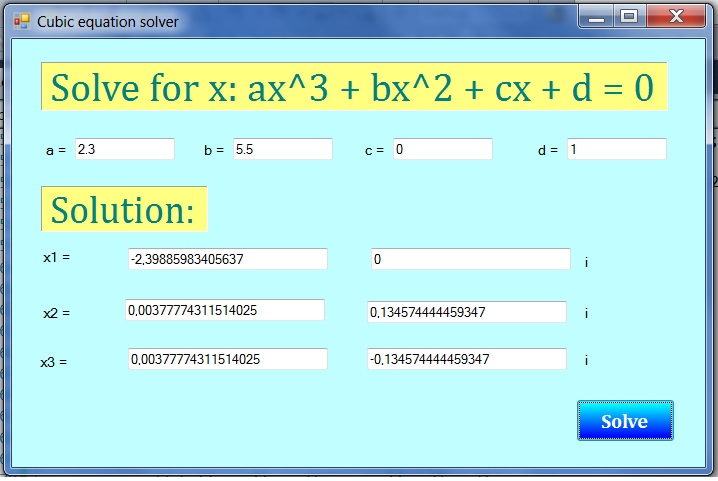 Cubic equation solver
Solve for x: ax^3 + bx^2 + cx + d = 0
a = 2.3 b = 5.5 c = 0 d = 1
Solution:
x1 = -2,39885983405637 0 i
x2 = 0,00377774311514025 0,134574444459347 i
x3 = 0,00377774311514025 -0,134574444459347 i
Solve